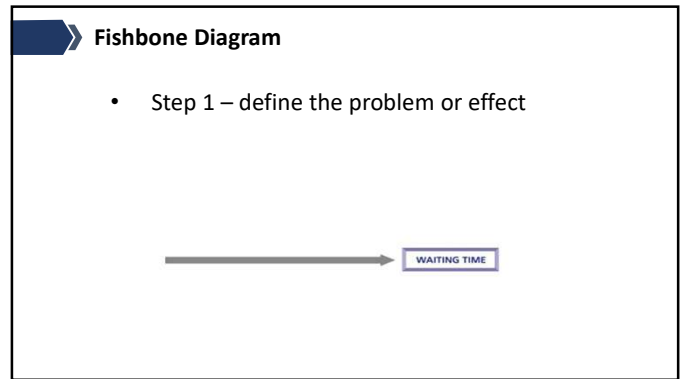 Fishbone Diagram
• Step 1 – define the problem or effect
WAITING TIME